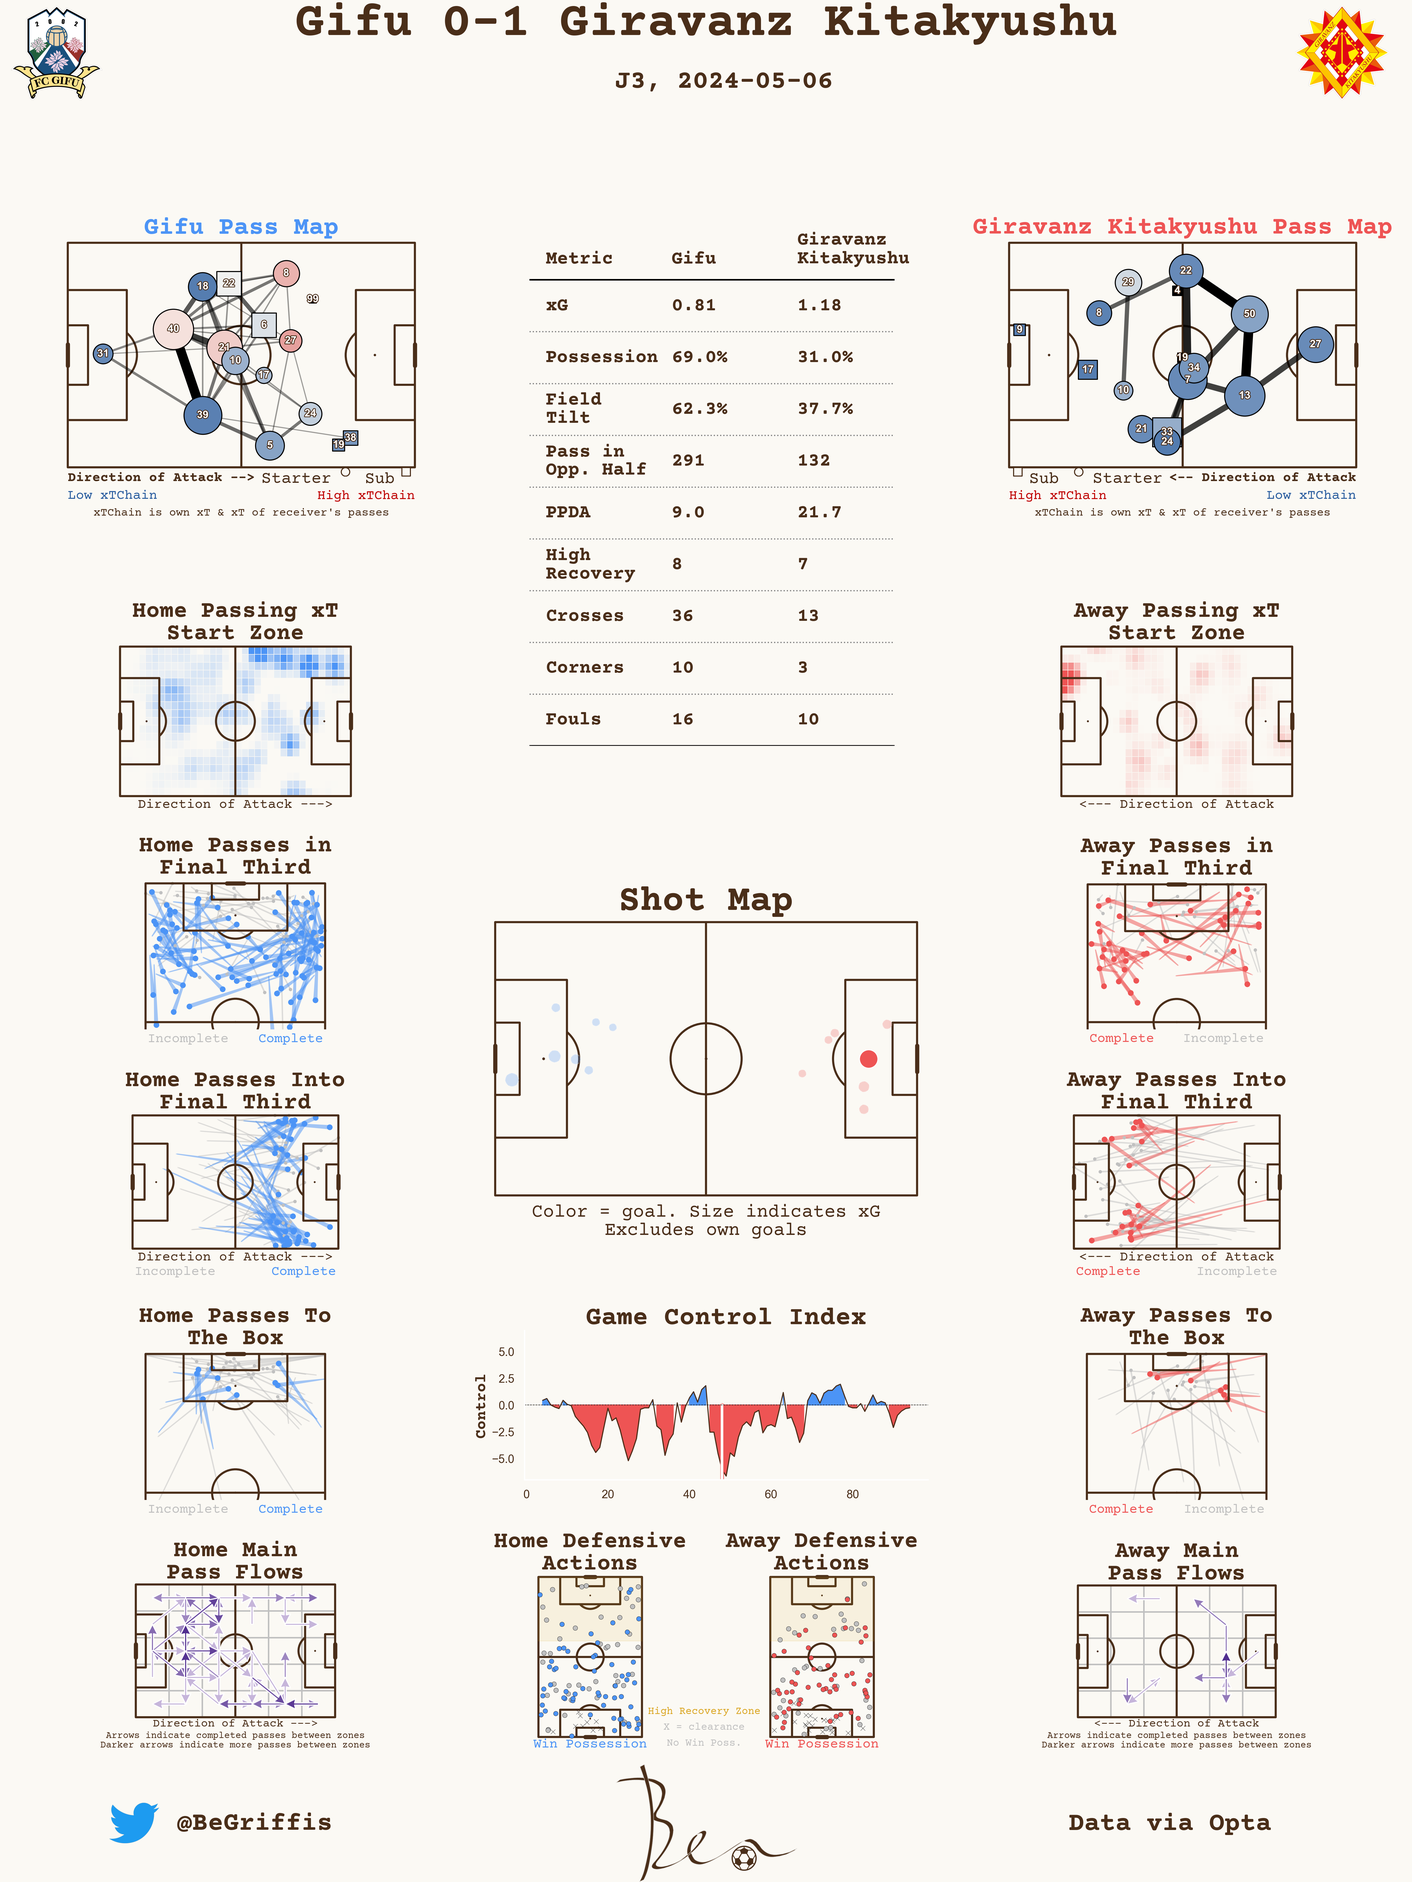 Gifu 0-1 Giravanz Kitakyushu
J3, 2024-05-06
FC GIFU
GIRAVANZ
KITAKYUSHU
Gifu Pass Map
18
22
8
99
40
6
21
27
31
10
17
39
24
5
19
38
Direction of Attack --> Starter Sub
Low xTChain High xTChain
xTChain is own xT & xT of receiver's passes
Metric Gifu Giravanz
Kitakyushu
xG 0.81 1.18
Possession 69.0% 31.0%
Field
Tilt 62.3% 37.7%
Pass in
Opp. Half 291 132
PPDA 9.0 21.7
High
Recovery 8 7
Crosses 36 13
Corners 10 3
Fouls 16 10
Giravanz Kitakyushu Pass Map
22
29
4
8
50
9
27
19
17
34
7
10
13
21
33
24
Sub Starter <-- Direction of Attack
High xTChain Low xTChain
xTChain is own xT & xT of receiver's passes
Home Passing xT
Start Zone
Direction of Attack --->
Away Passing xT
Start Zone
<--- Direction of Attack
Home Passes in
Final Third
Incomplete Complete
Away Passes in
Final Third
Complete Incomplete
Shot Map
Color = goal. Size indicates xG
Excludes own goals
Home Passes Into
Final Third
Direction of Attack --->
Incomplete Complete
Away Passes Into
Final Third
<--- Direction of Attack
Complete Incomplete
Home Passes To
The Box
Incomplete Complete
Game Control Index
Control
5.0
2.5
0.0
−2.5
−5.0
0 20 40 60 80
Away Passes To
The Box
Complete Incomplete
Home Main
Pass Flows
Direction of Attack --->
Arrows indicate completed passes between zones
Darker arrows indicate more passes between zones
Home Defensive
Actions
Win Possession
High Recovery Zone
X = clearance
No Win Poss.
Away Defensive
Actions
Win Possession
Away Main
Pass Flows
<--- Direction of Attack
Arrows indicate completed passes between zones
Darker arrows indicate more passes between zones
@BeGriffis
Ben
Data via Opta